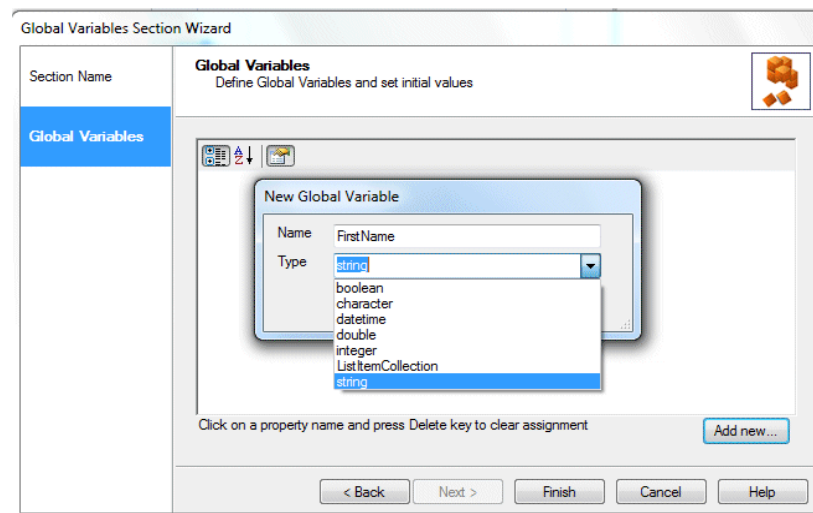 Global Variables Section Wizard
Section Name
Global Variables
Global Variables
Define Global Variables and set initial values
New Global Variable
Name FirstName
Type string
boolean
character
datetime
double
integer
ListItemCollection
string
Click on a property name and press Delete key to clear assignment
Add new...
< Back Next > Finish Cancel Help